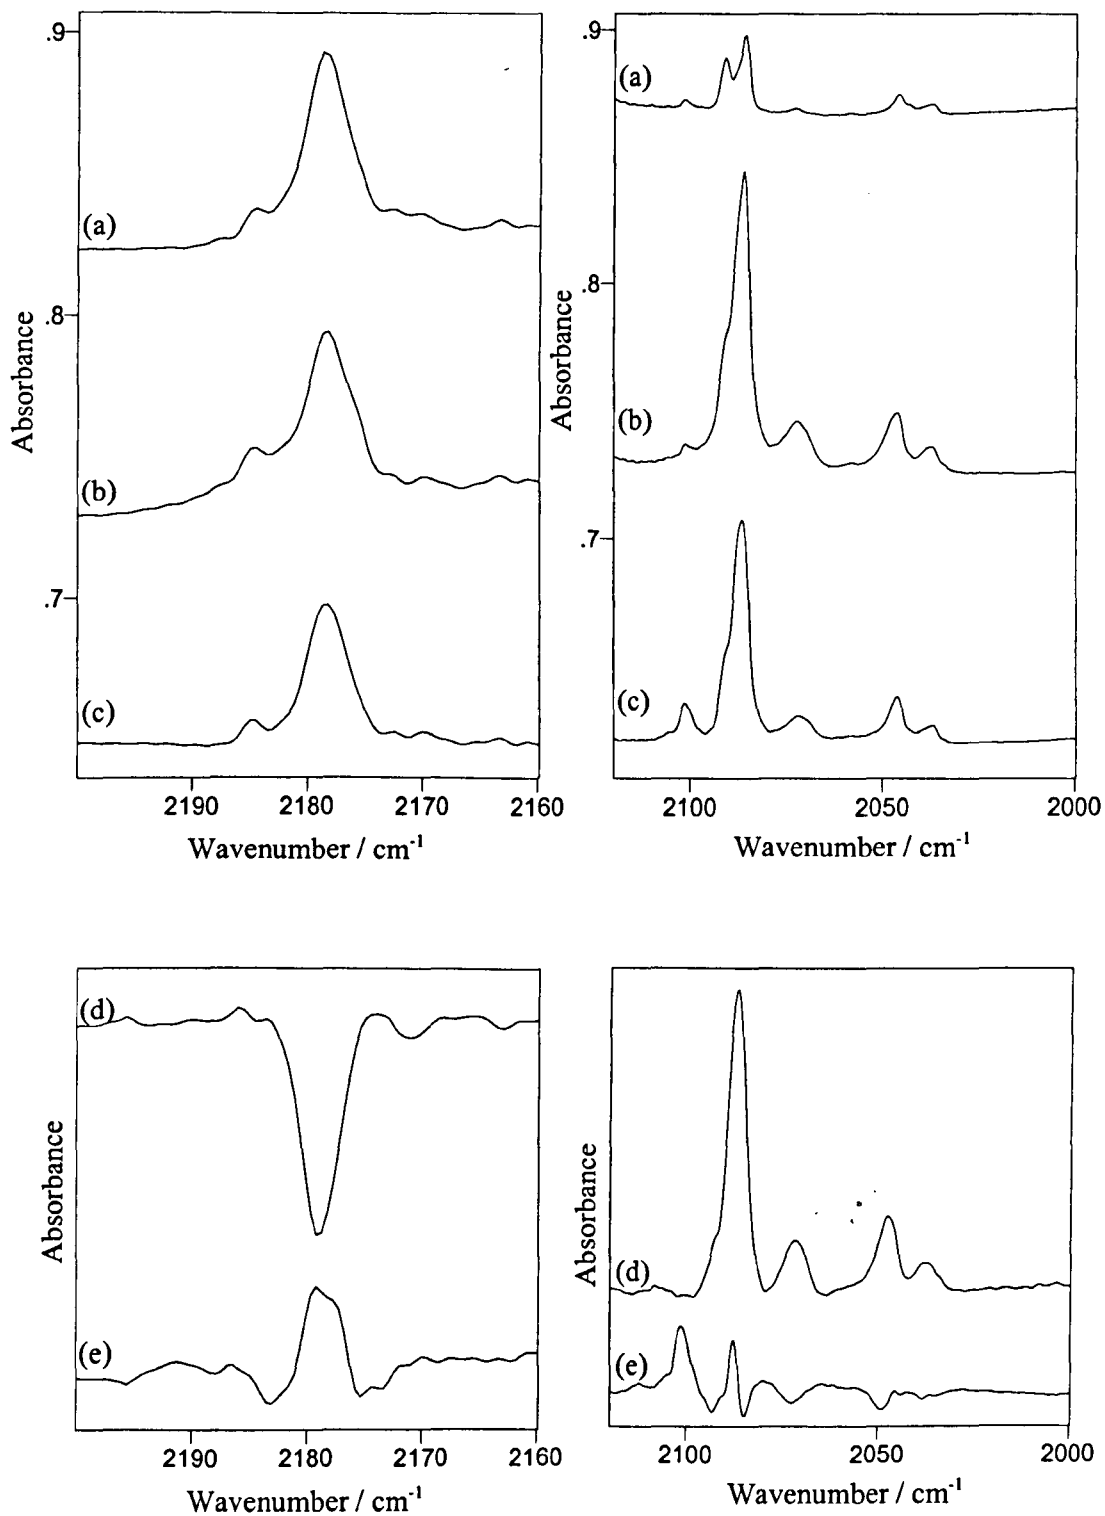 .9
.8
.7
(a)
(b)
(c)
Absorbance
2190 2180 2170 2160
Wavenumber / cm-1
.9
.8
.7
(a)
(b)
(c)
Absorbance
2100 2050 2000
Wavenumber / cm-1
(d)
(e)
Absorbance
2190 2180 2170 2160
Wavenumber / cm-1
(d)
(e)
Absorbance
2100 2050 2000
Wavenumber / cm-1